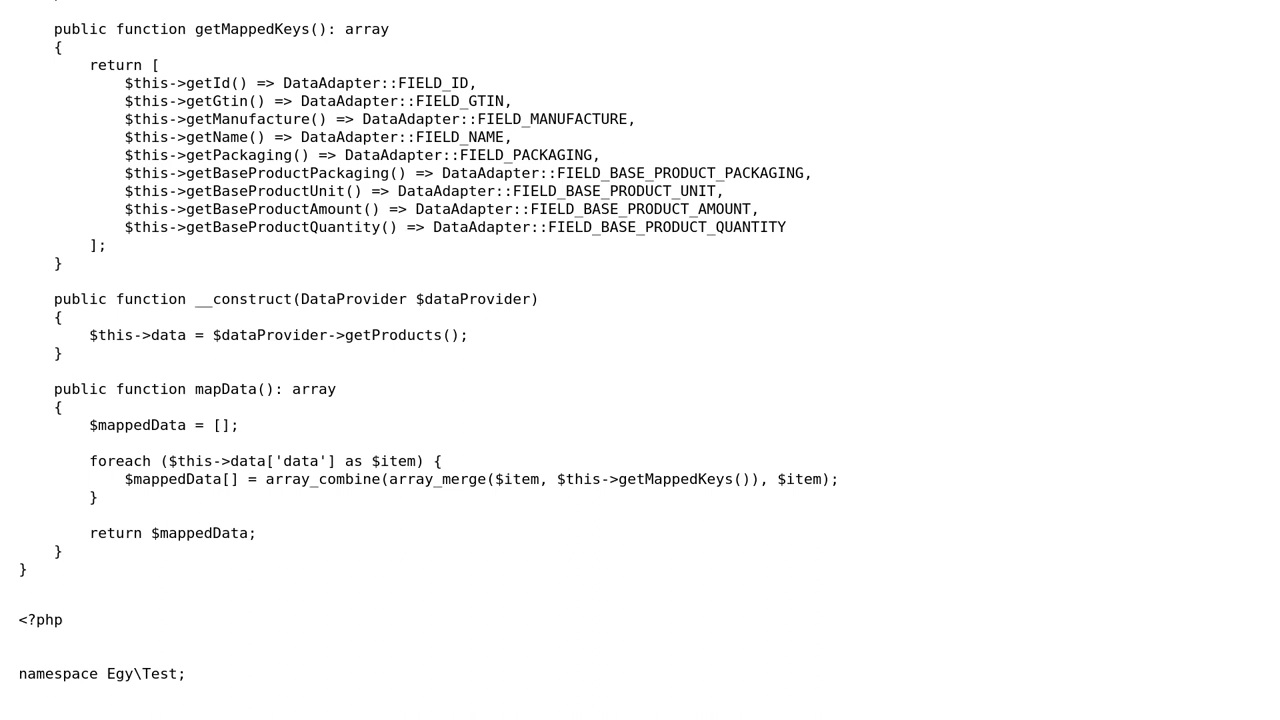 public function getMappedKeys(): array
{
return [
$this->getId() => DataAdapter::FIELD_ID,
$this->getGtin() => DataAdapter::FIELD_GTIN,
$this->getManufacture() => DataAdapter::FIELD_MANUFACTURE,
$this->getName() => DataAdapter::FIELD_NAME,
$this->getPackaging() => DataAdapter::FIELD_PACKAGING,
$this->getBaseProductPackaging() => DataAdapter::FIELD_BASE_PRODUCT_PACKAGING,
$this->getBaseProductUnit() => DataAdapter::FIELD_BASE_PRODUCT_UNIT,
$this->getBaseProductAmount() => DataAdapter::FIELD_BASE_PRODUCT_AMOUNT,
$this->getBaseProductQuantity() => DataAdapter::FIELD_BASE_PRODUCT_QUANTITY
];
}
public function __construct(DataProvider $dataProvider)
{
$this->data = $dataProvider->getProducts();
}
public function mapData(): array
{
$mappedData = [];
foreach ($this->data['data'] as $item) {
$mappedData[] = array_combine(array_merge($item, $this->getMappedKeys()), $item);
}
return $mappedData;
}
}
<?php
namespace Egy\Test;